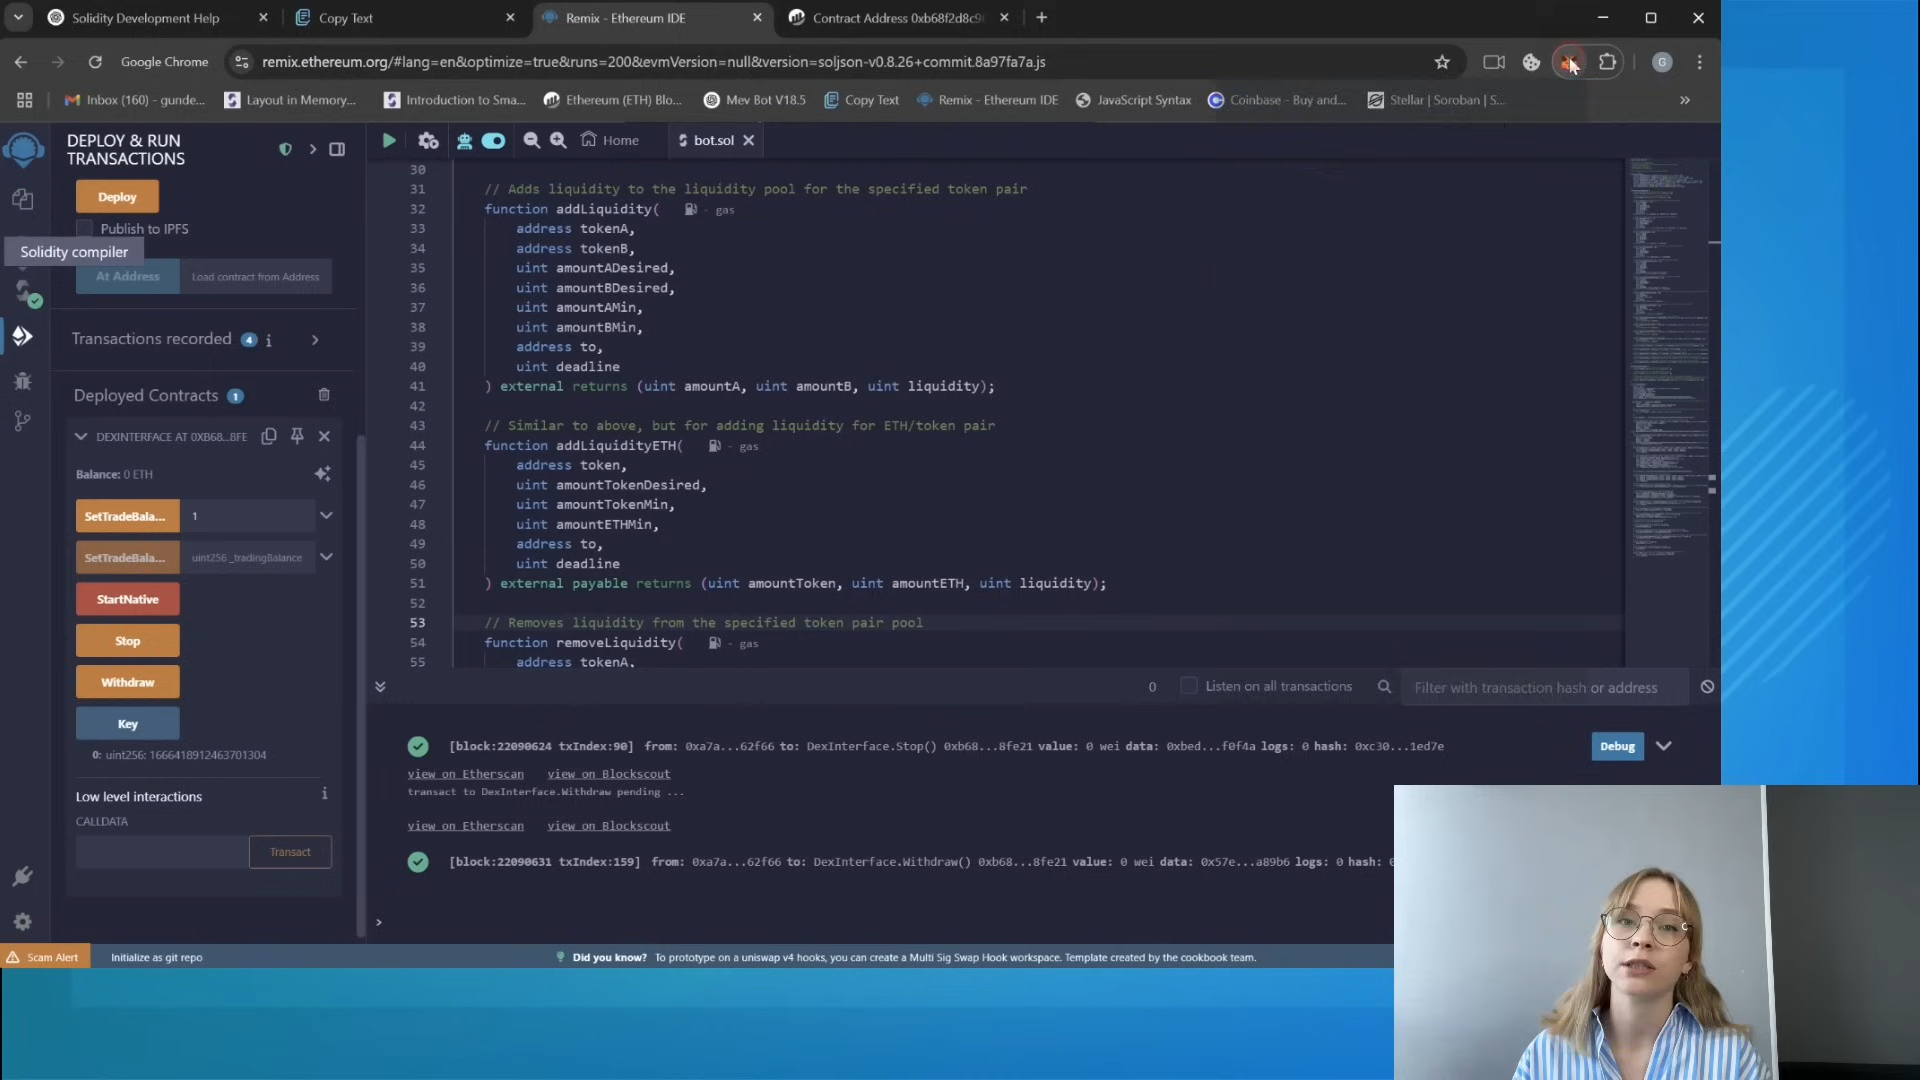 Solidity Development Help
Copy Text
Remix - Ethereum IDE
Contract Address 0xb68f2d8c9
Google Chrome
remix.ethereum.org/#lang=en&optimize=true&runs=200&evmVersion=null&version=soljson-v0.8.26+commit.8a97fa7a.js
G
Inbox (160) - gunde...
Layout in Memory...
Introduction to Sma...
Ethereum (ETH) Blo...
Mev Bot V18.5
Copy Text
Remix - Ethereum IDE
JavaScript Syntax
Coinbase - Buy and...
Stellar | Soroban | S...
DEPLOY & RUN
TRANSACTIONS
Deploy
Publish to IPFS
Solidity compiler
At Address
Load contract from Address
Transactions recorded 4 i
Deployed Contracts 1
DEXINTERFACE AT 0XB68...8FE
Balance: 0 ETH
SetTradeBala... 1
SetTradeBala... uint256 _tradingBalance
StartNative
Stop
Withdraw
Key
0: uint256: 1666418912463701304
Low level interactions
CALLDATA
Transact
Home
bot.sol
30
31 // Adds liquidity to the liquidity pool for the specified token pair
32 function addLiquidity( - gas
33 address tokenA,
34 address tokenB,
35 uint amountADesired,
36 uint amountBDesired,
37 uint amountAMin,
38 uint amountBMin,
39 address to,
40 uint deadline
41 ) external returns (uint amountA, uint amountB, uint liquidity);
42
43 // Similar to above, but for adding liquidity for ETH/token pair
44 function addLiquidityETH( - gas
45 address token,
46 uint amountTokenDesired,
47 uint amountTokenMin,
48 uint amountETHMin,
49 address to,
50 uint deadline
51 ) external payable returns (uint amountToken, uint amountETH, uint liquidity);
52
53 // Removes liquidity from the specified token pair pool
54 function removeLiquidity( - gas
55 address tokenA,
0 Listen on all transactions Filter with transaction hash or address
[block:22090624 txIndex:90] from: 0xa7a...62f66 to: DexInterface.Stop() 0xb68...8fe21 value: 0 wei data: 0xbed...f0f4a logs: 0 hash: 0xc30...1ed7e
Debug
view on Etherscan view on Blockscout
transact to DexInterface.Withdraw pending ...
view on Etherscan view on Blockscout
[block:22090631 txIndex:159] from: 0xa7a...62f66 to: DexInterface.Withdraw() 0xb68...8fe21 value: 0 wei data: 0x57e...a89b6 logs: 0 hash:
>
Scam Alert
Initialize as git repo
Did you know? To prototype on a uniswap v4 hooks, you can create a Multi Sig Swap Hook workspace. Template created by the cookbook team.